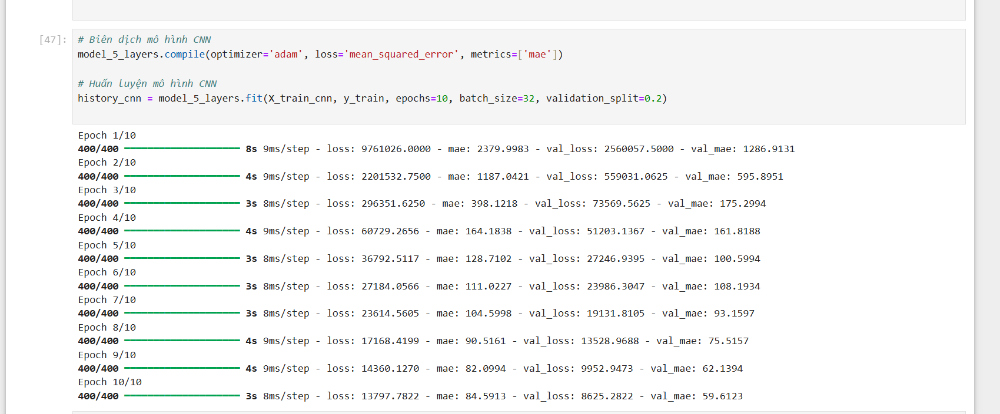 [47]:
# Biên dịch mô hình CNN
model_5_layers.compile(optimizer='adam', loss='mean_squared_error', metrics=['mae'])
# Huấn luyện mô hình CNN
history_cnn = model_5_layers.fit(X_train_cnn, y_train, epochs=10, batch_size=32, validation_split=0.2)
Epoch 1/10
400/400 ━━━━━━━━━━━━━━━━━━━━ 8s 9ms/step - loss: 9761026.0000 - mae: 2379.9983 - val_loss: 2560057.5000 - val_mae: 1286.9131
Epoch 2/10
400/400 ━━━━━━━━━━━━━━━━━━━━ 4s 9ms/step - loss: 2201532.7500 - mae: 1187.0421 - val_loss: 559031.0625 - val_mae: 595.8951
Epoch 3/10
400/400 ━━━━━━━━━━━━━━━━━━━━ 3s 8ms/step - loss: 296351.6250 - mae: 398.1218 - val_loss: 73569.5625 - val_mae: 175.2994
Epoch 4/10
400/400 ━━━━━━━━━━━━━━━━━━━━ 4s 9ms/step - loss: 60729.2656 - mae: 164.1838 - val_loss: 51203.1367 - val_mae: 161.8188
Epoch 5/10
400/400 ━━━━━━━━━━━━━━━━━━━━ 3s 8ms/step - loss: 36792.5117 - mae: 128.7102 - val_loss: 27246.9395 - val_mae: 100.5994
Epoch 6/10
400/400 ━━━━━━━━━━━━━━━━━━━━ 3s 8ms/step - loss: 27184.0566 - mae: 111.0227 - val_loss: 23986.3047 - val_mae: 108.1934
Epoch 7/10
400/400 ━━━━━━━━━━━━━━━━━━━━ 3s 8ms/step - loss: 23614.5605 - mae: 104.5998 - val_loss: 19131.8105 - val_mae: 93.1597
Epoch 8/10
400/400 ━━━━━━━━━━━━━━━━━━━━ 4s 9ms/step - loss: 17168.4199 - mae: 90.5161 - val_loss: 13528.9688 - val_mae: 75.5157
Epoch 9/10
400/400 ━━━━━━━━━━━━━━━━━━━━ 4s 9ms/step - loss: 14360.1270 - mae: 82.0994 - val_loss: 9952.9473 - val_mae: 62.1394
Epoch 10/10
400/400 ━━━━━━━━━━━━━━━━━━━━ 3s 8ms/step - loss: 13797.7822 - mae: 84.5913 - val_loss: 8625.2822 - val_mae: 59.6123